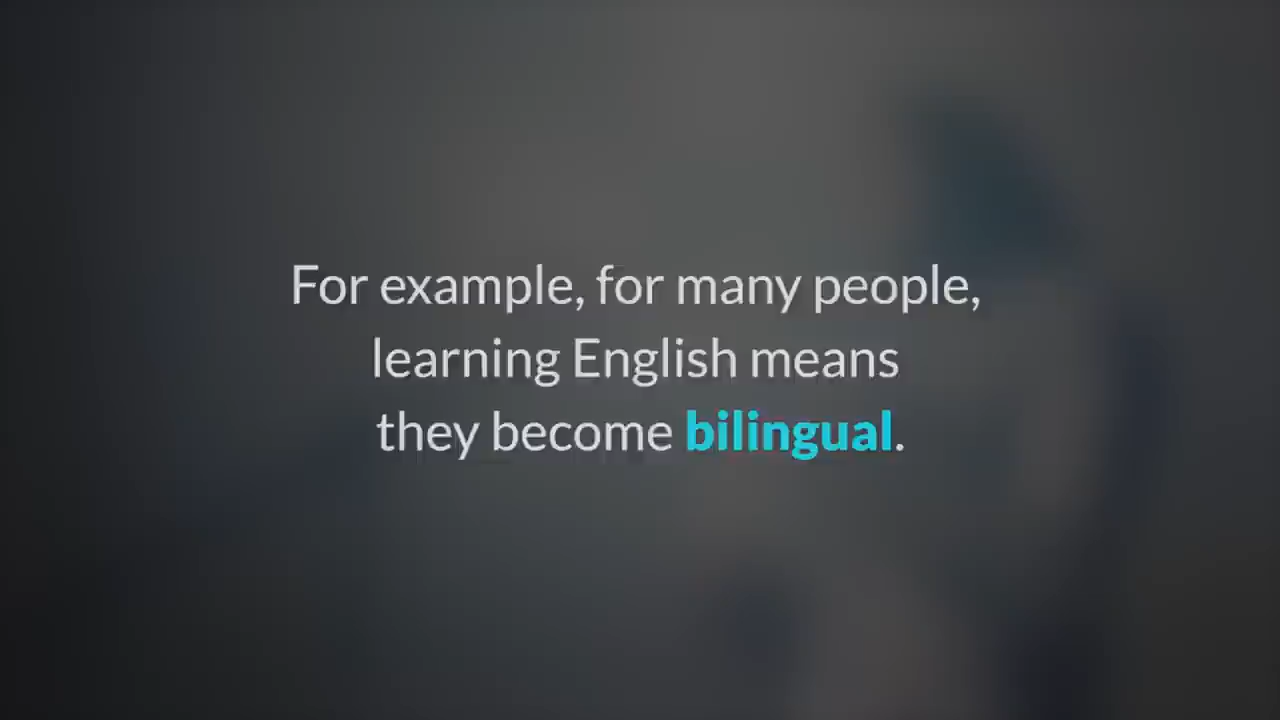 For example, for many people,
learning English means
they become bilingual.